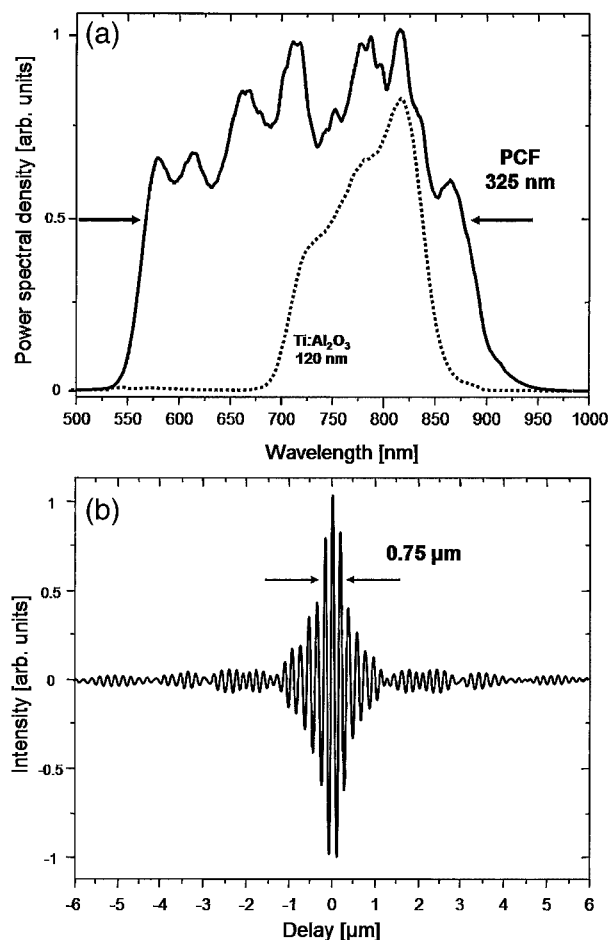 (a)
1
0.5
0
Power spectral density [arb. units]
PCF
325 nm
Ti:Al₂O₃
120 nm
500 550 600 650 700 750 800 850 900 950 1000
Wavelength [nm]
(b)
1
0.5
0
-0.5
-1
Intensity [arb. units]
0.75 µm
-6 -5 -4 -3 -2 -1 0 1 2 3 4 5 6
Delay [µm]